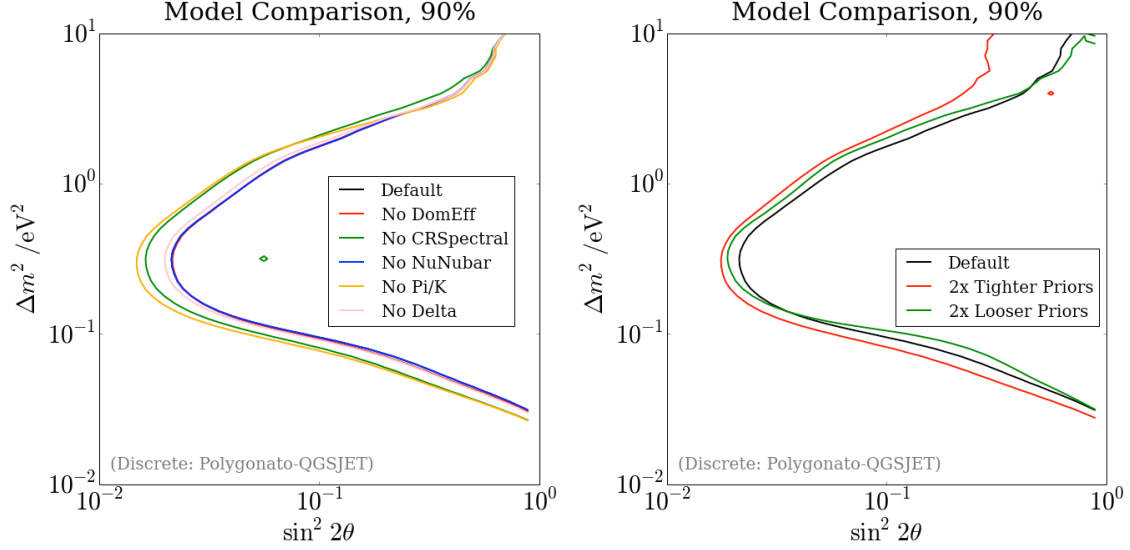 Model Comparison, 90%
10^1
10^0
10^-1
10^-2
Δm^2 /eV^2
Default
No DomEff
No CRSpectral
No NuNubar
No Pi/K
No Delta
(Discrete: Polygonato-QGSJET)
10^-2
10^-1
10^0
sin^2 2θ
Model Comparison, 90%
10^1
10^0
10^-1
10^-2
Δm^2 /eV^2
Default
2x Tighter Priors
2x Looser Priors
(Discrete: Polygonato-QGSJET)
10^-2
10^-1
10^0
sin^2 2θ